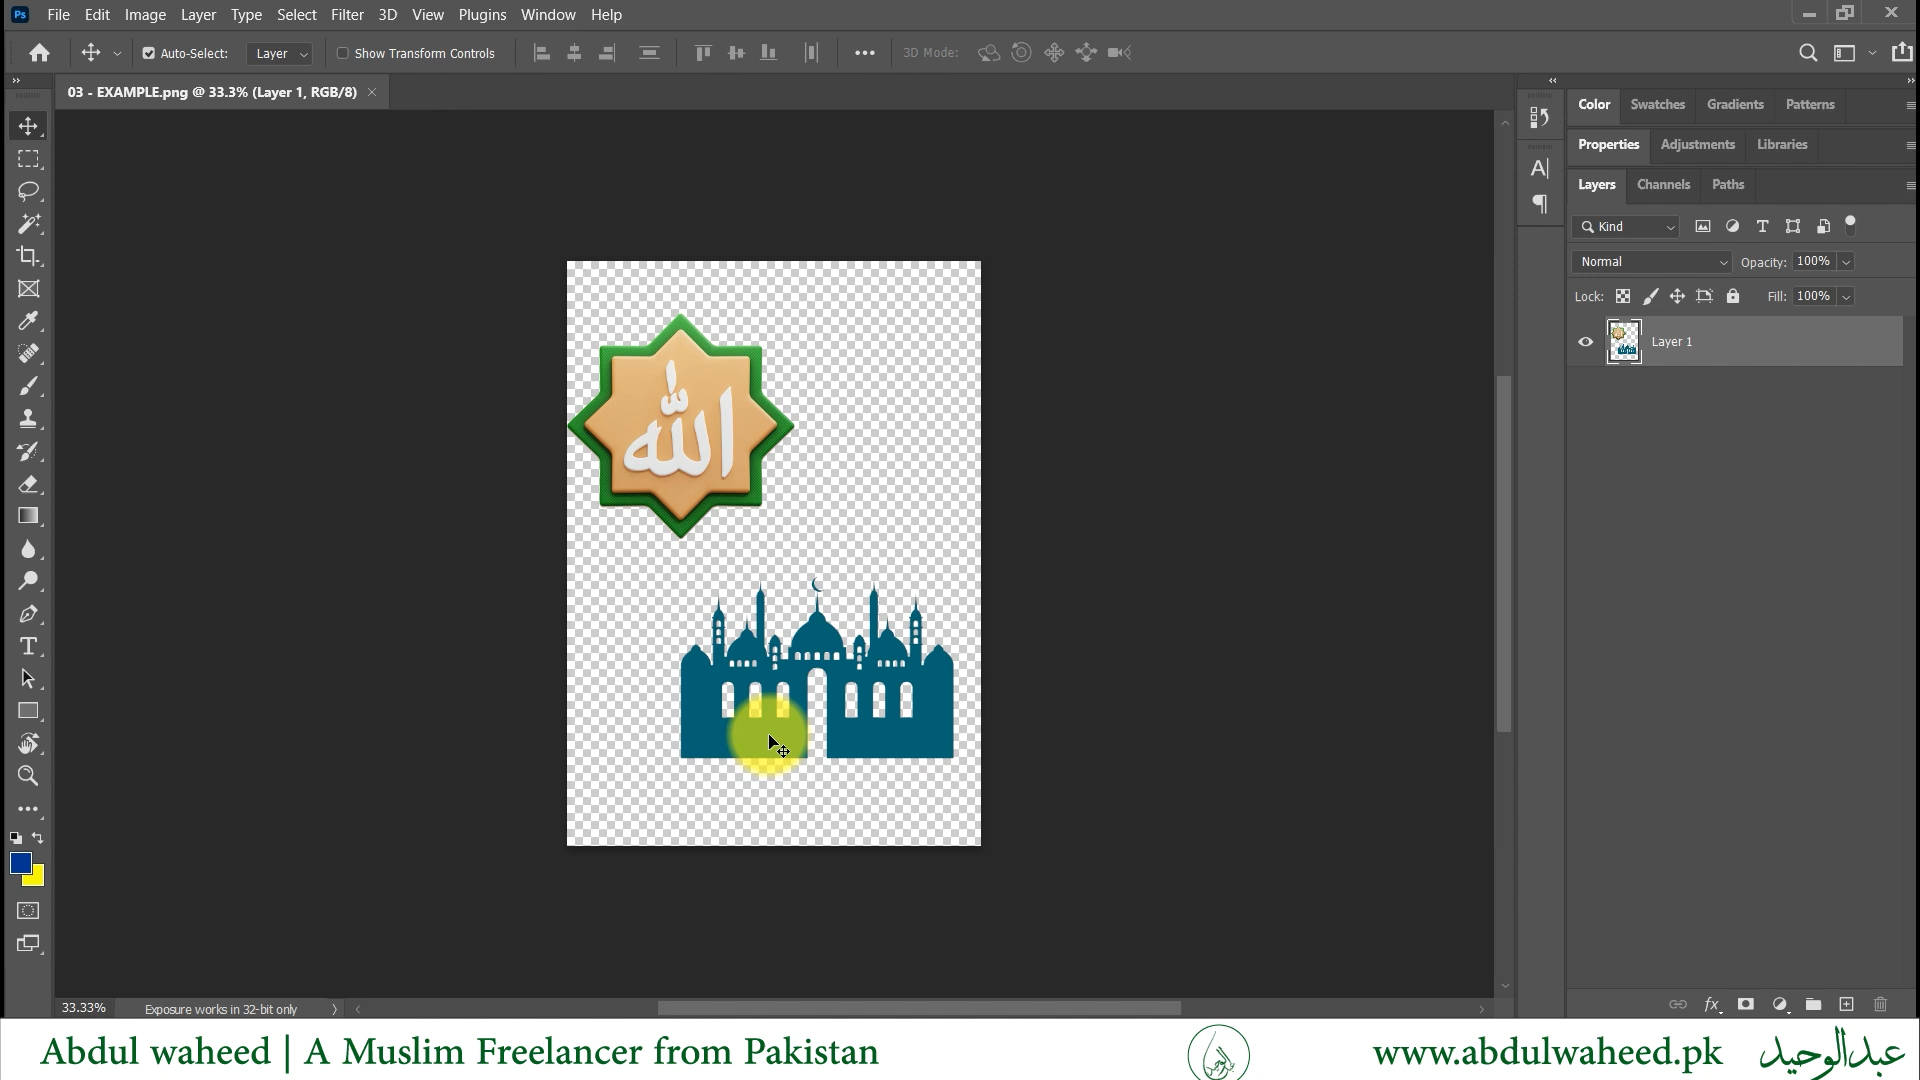 File Edit Image Layer Type Select Filter 3D View Plugins Window Help
Auto-Select: Layer Show Transform Controls 3D Mode:
03 - EXAMPLE.png @ 33.3% (Layer 1, RGB/8)
Color Swatches Gradients Patterns
Properties Adjustments Libraries
Layers Channels Paths
Kind
Normal Opacity: 100%
Lock: Fill: 100%
Layer 1
الله
33.33% Exposure works in 32-bit only
Abdul waheed | A Muslim Freelancer from Pakistan www.abdulwaheed.pk عبدالوحید